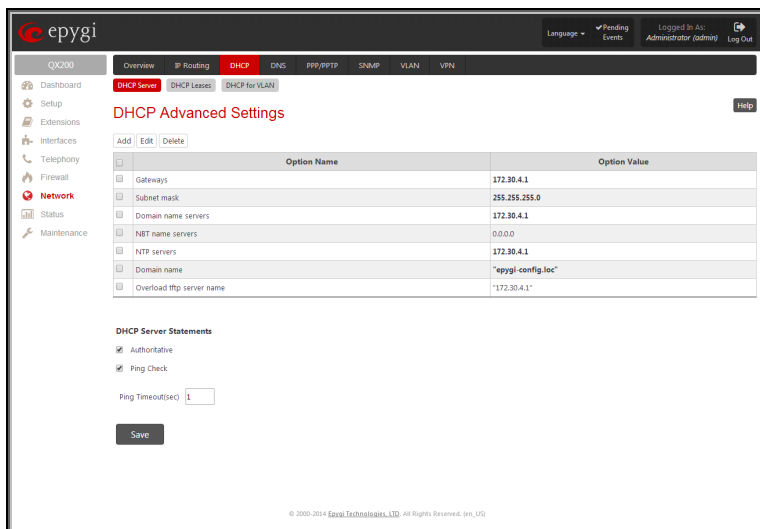 epygi
Language
Pending Events
Logged In As:
Administrator (admin)
Log Out
QX200
Overview IP Routing DHCP DNS PPP/PPTP SNMP VLAN VPN
Dashboard
Setup
Extensions
Interfaces
Telephony
Firewall
Network
Status
Maintenance
DHCP Server DHCP Leases DHCP for VLAN
DHCP Advanced Settings
Help
Add Edit Delete
Option Name Option Value
Gateways 172.30.4.1
Subnet mask 255.255.255.0
Domain name servers 172.30.4.1
NBT name servers 0.0.0.0
NTP servers 172.30.4.1
Domain name "epygi-config.loc"
Overload tftp server name "172.30.4.1"
DHCP Server Statements
Authoritative
Ping Check
Ping Timeout(sec) 1
Save
© 2000-2014 Epygi Technologies, LTD. All Rights Reserved. (en_US)